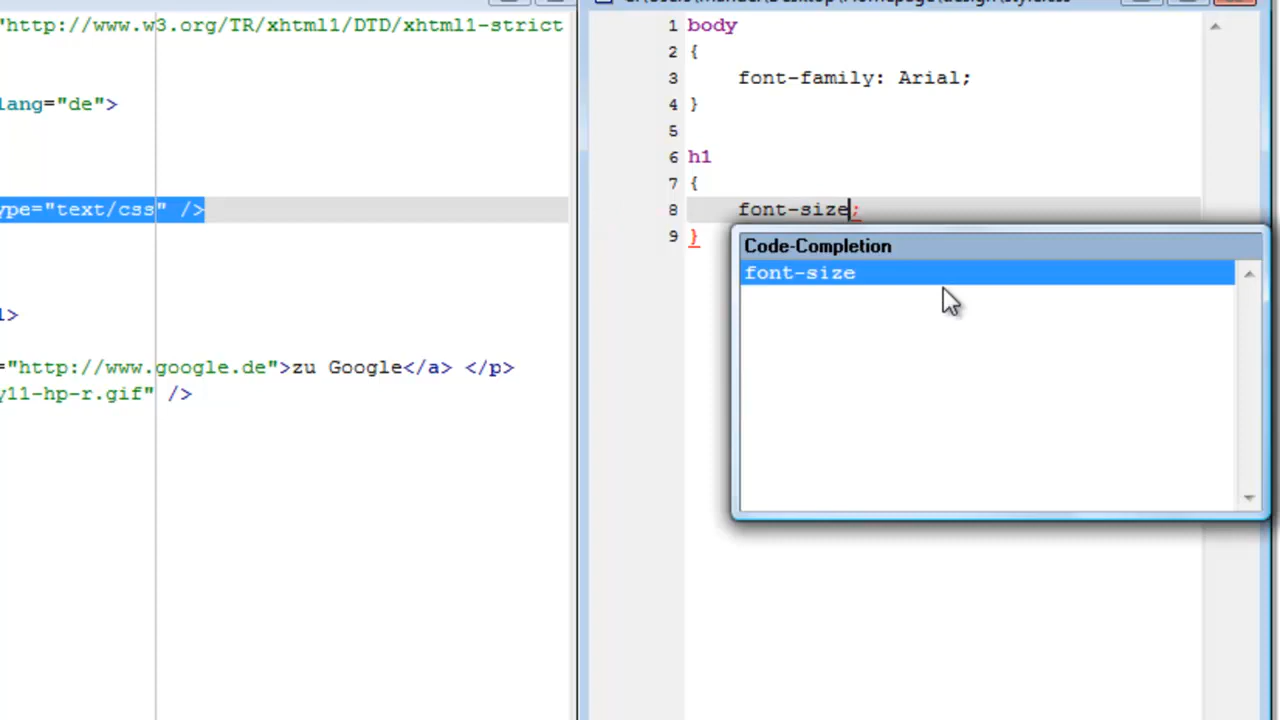 "http://www.w3.org/TR/xhtml1/DTD/xhtml1-strict
lang="de">
ype="text/css" />
l>
="http://www.google.de">zu Google</a> </p>
y11-hp-r.gif" />
1 body
2 {
3 font-family: Arial;
4 }
5
6 h1
7 {
8 font-size;
9 }
Code-Completion
font-size